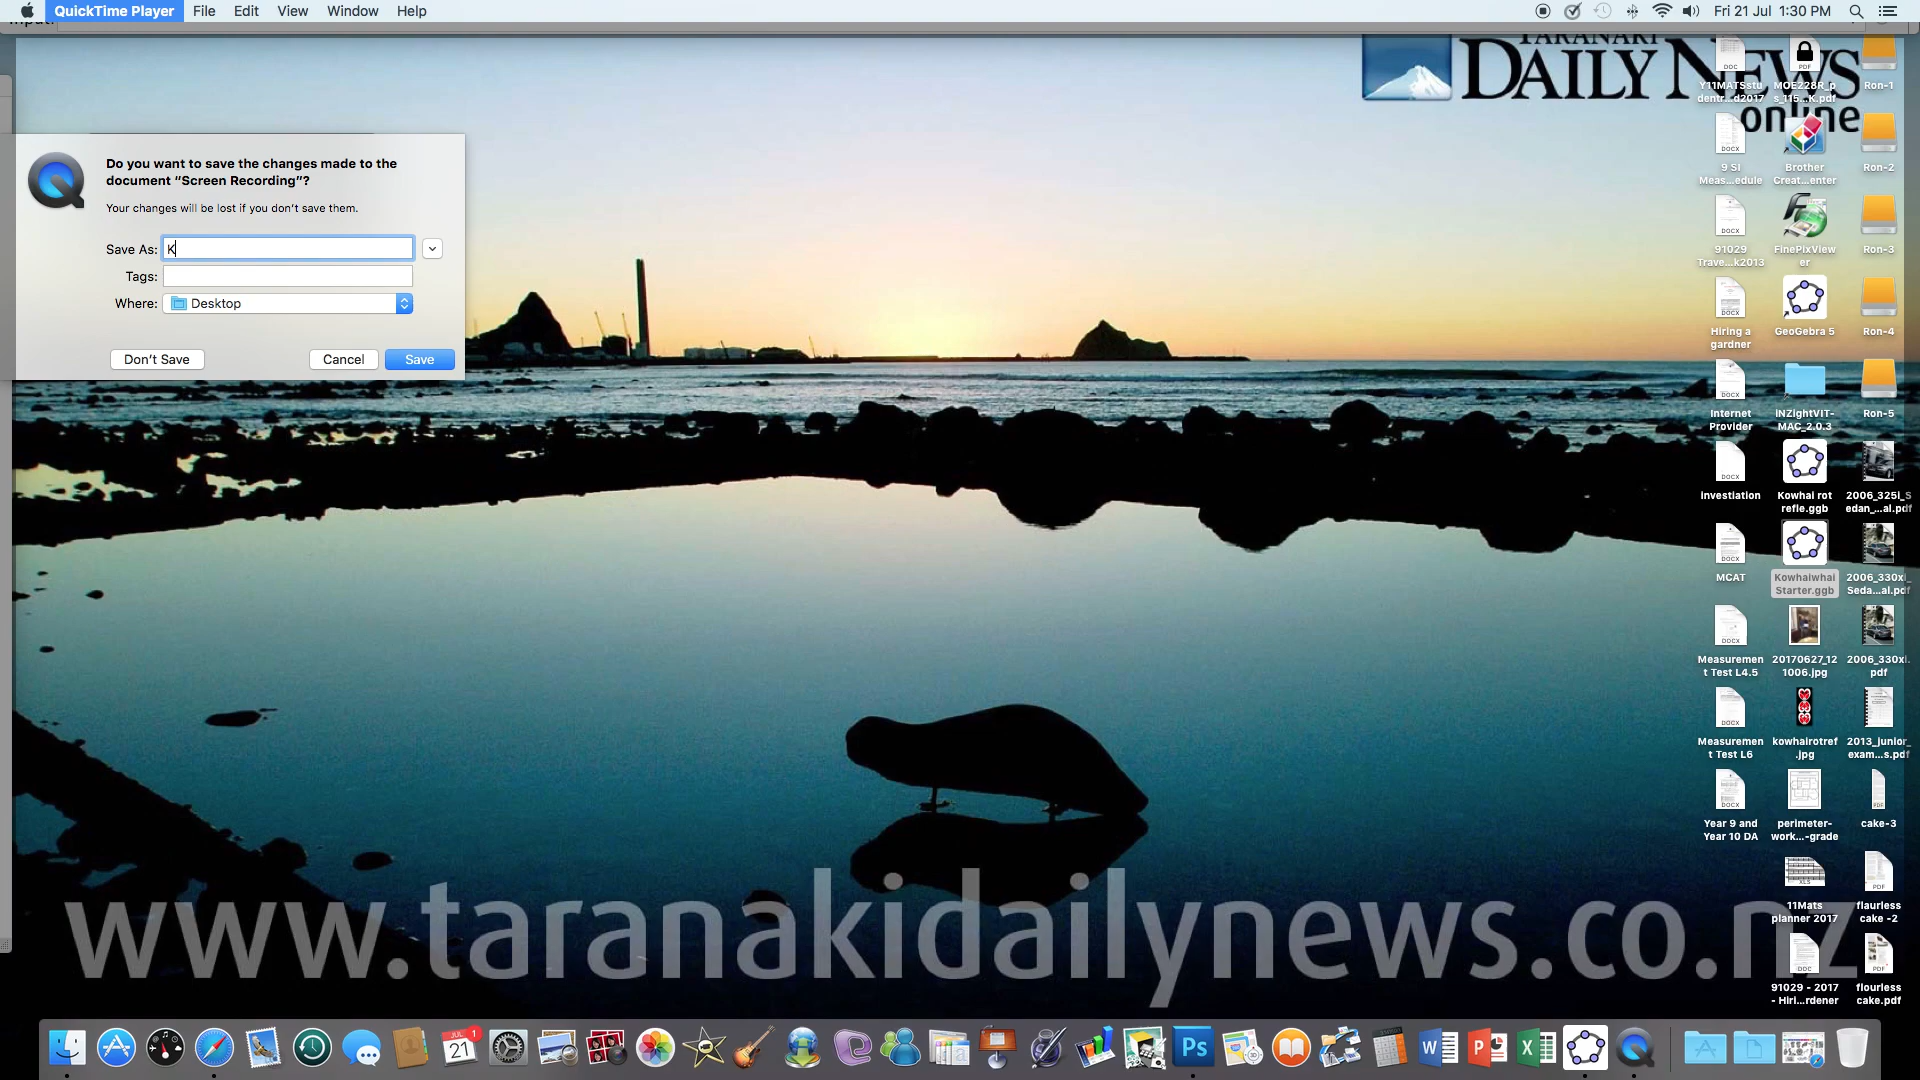 QuickTime Player File Edit View Window Help
Fri 21 Jul 1:30 PM
TARANAKI
DAILY NEWS
online
Do you want to save the changes made to the
document “Screen Recording”?
Your changes will be lost if you don’t save them.
Save As: K
Tags:
Where: Desktop
Don’t Save Cancel Save
Y11MATSstu
dentr...d2017
MOE228R_p
s_115...K.pdf
Ron-1
9 SI
Meas...edule
Brother
Creat...enter
Ron-2
91029
Trave...k2013
FinePixView
er
Ron-3
Hiring a
gardner
GeoGebra 5
Ron-4
Internet
Provider
iNZightVIT-
MAC_2.0.3
Ron-5
investiation
Kowhai rot
refle.ggb
2006_325i_S
edan_...al.pdf
MCAT
Kowhaiwhai
Starter.ggb
2006_330xi_
Seda...al.pdf
Measuremen
t Test L4.5
20170627_12
1006.jpg
2006_330xi.
pdf
Measuremen
t Test L6
kowhairotref
.jpg
2013_junior_
exam...s.pdf
Year 9 and
Year 10 DA
perimeter-
work...-grade
cake-3
11Mats
planner 2017
flaurless
cake -2
91029 - 2017
- Hiri...rdener
flourless
cake.pdf
www.taranakidailynews.co.nz
JUL
21
1
Ps